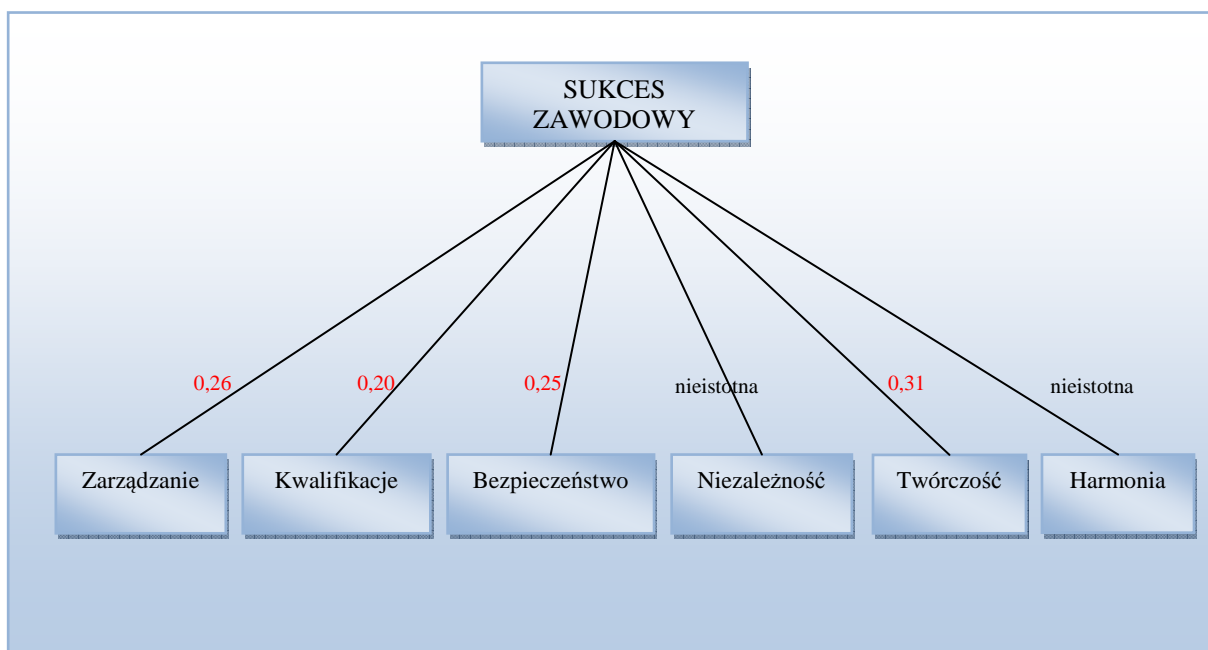 SUKCES
ZAWODOWY
0,26
0,20
0,25
nieistotna
0,31
nieistotna
Zarządzanie
Kwalifikacje
Bezpieczeństwo
Niezależność
Twórczość
Harmonia